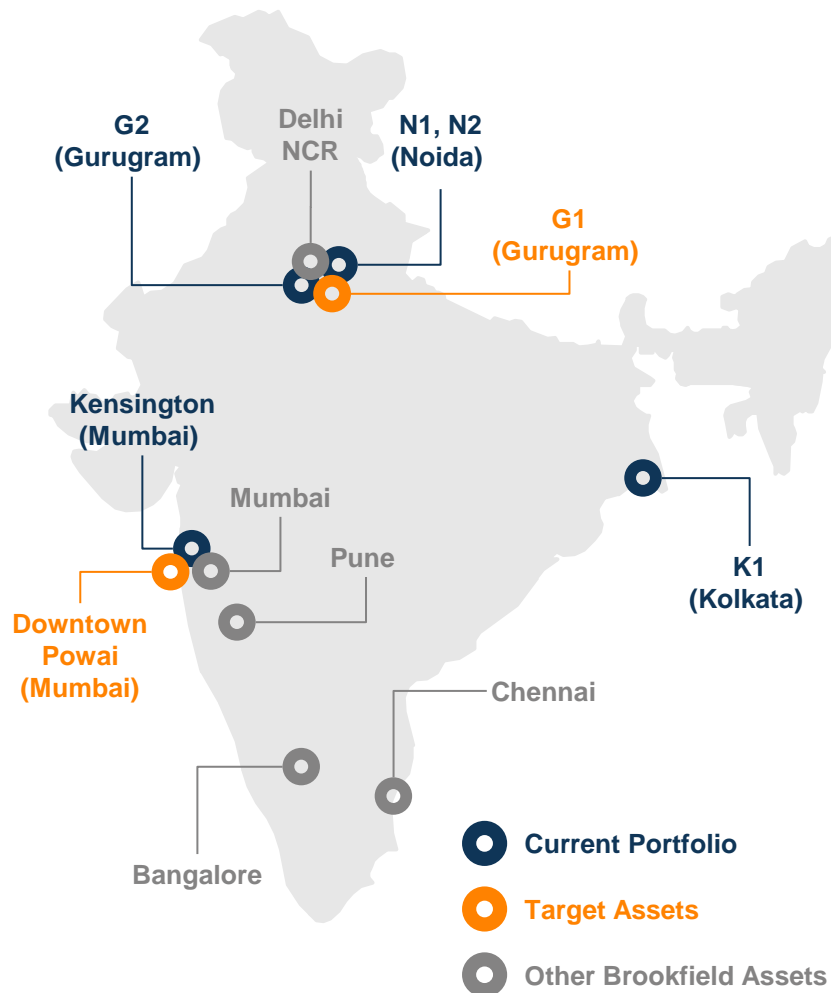 G2
(Gurugram)
Delhi
NCR
N1, N2
(Noida)
G1
(Gurugram)
Kensington
(Mumbai)
Mumbai
Pune
K1
(Kolkata)
Downtown
Powai
(Mumbai)
Chennai
Bangalore
Current Portfolio
Target Assets
Other Brookfield Assets